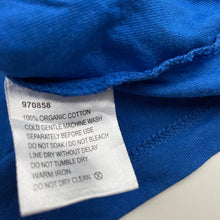 970858
100% ORGANIC COTTON
COLD GENTLE MACHINE WASH
SEPARATELY BEFORE USE
DO NOT SOAK / DO NOT BLEACH
LINE DRY WITHOUT DELAY
DO NOT TUMBLE DRY
WARM IRON
DO NOT DRY CLEAN